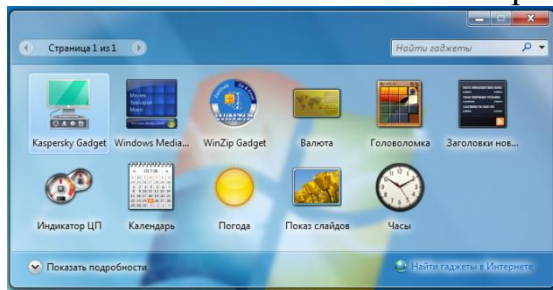 Страница 1 из 1
Найти гаджеты
Kaspersky Gadget
Windows Media...
WinZip Gadget
Валюта
Головоломка
Заголовки нов...
Индикатор ЦП
Календарь
Погода
Показ слайдов
Часы
Показать подробности
Найти гаджеты в Интернете